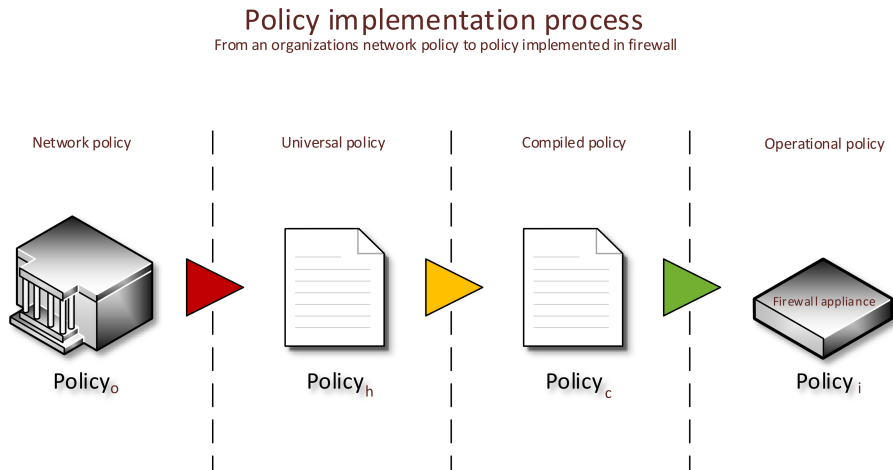 Policy implementation process
From an organizations network policy to policy implemented in firewall
Network policy
Universal policy
Compiled policy
Operational policy
Firewall appliance
Policyo
Policyh
Policyc
Policy i